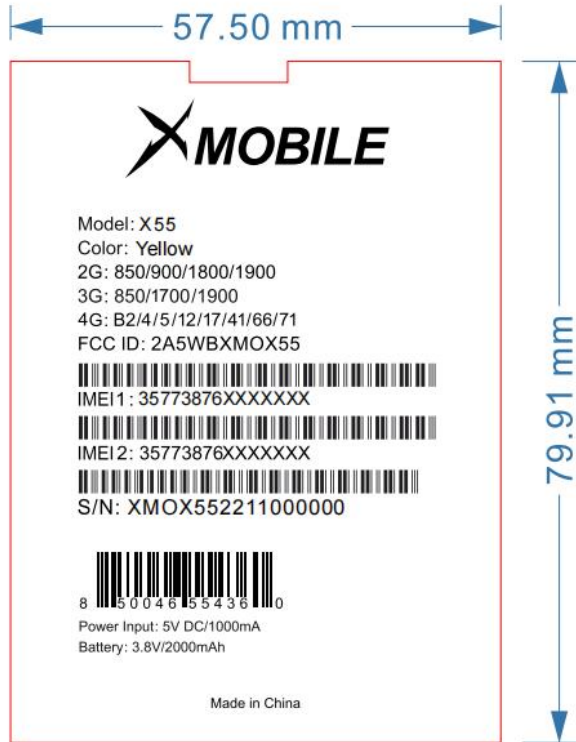 57.50 mm
XMOBILE
Model: X55
Color: Yellow
2G: 850/900/1800/1900
3G: 850/1700/1900
4G: B2/4/5/12/17/41/66/71
FCC ID: 2A5WBXMOX55
IMEI1: 35773876XXXXXXX
IMEI2: 35773876XXXXXXX
S/N: XMOX552211000000
8 50046 55436 0
Power Input: 5V DC/1000mA
Battery: 3.8V/2000mAh
Made in China
79.91 mm